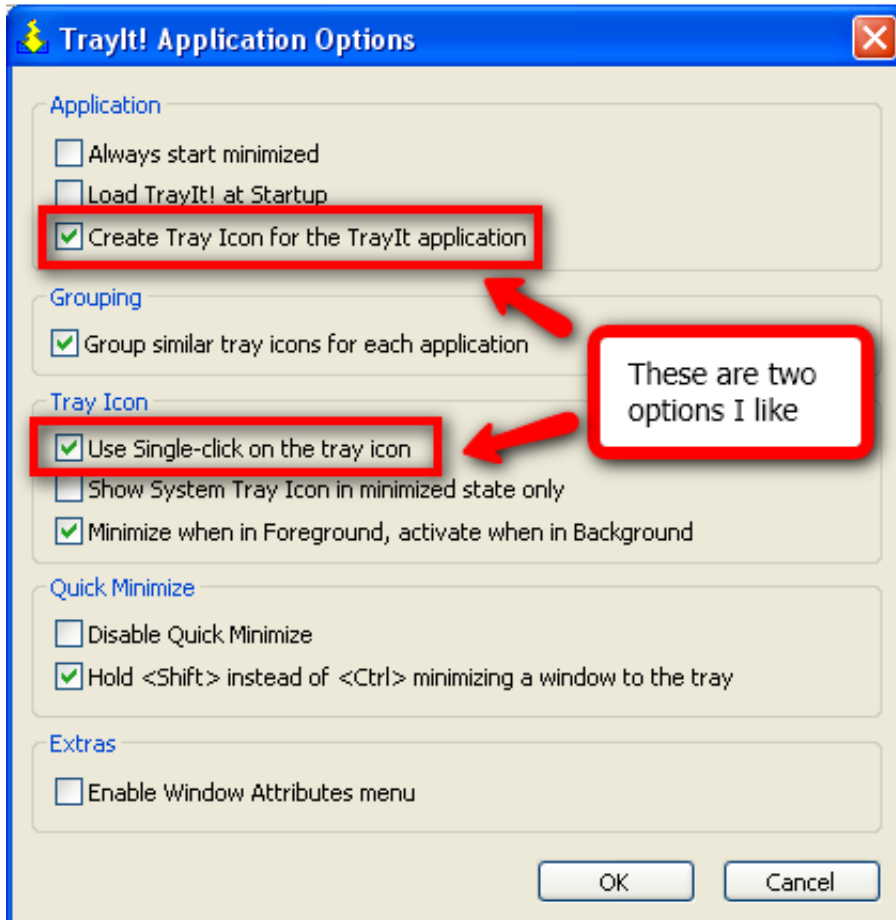 TrayIt! Application Options
Application
Always start minimized
Load TrayIt! at Startup
Create Tray Icon for the TrayIt application
Grouping
Group similar tray icons for each application
These are two
options I like
Tray Icon
Use Single-click on the tray icon
Show System Tray Icon in minimized state only
Minimize when in Foreground, activate when in Background
Quick Minimize
Disable Quick Minimize
Hold <Shift> instead of <Ctrl> minimizing a window to the tray
Extras
Enable Window Attributes menu
OK
Cancel